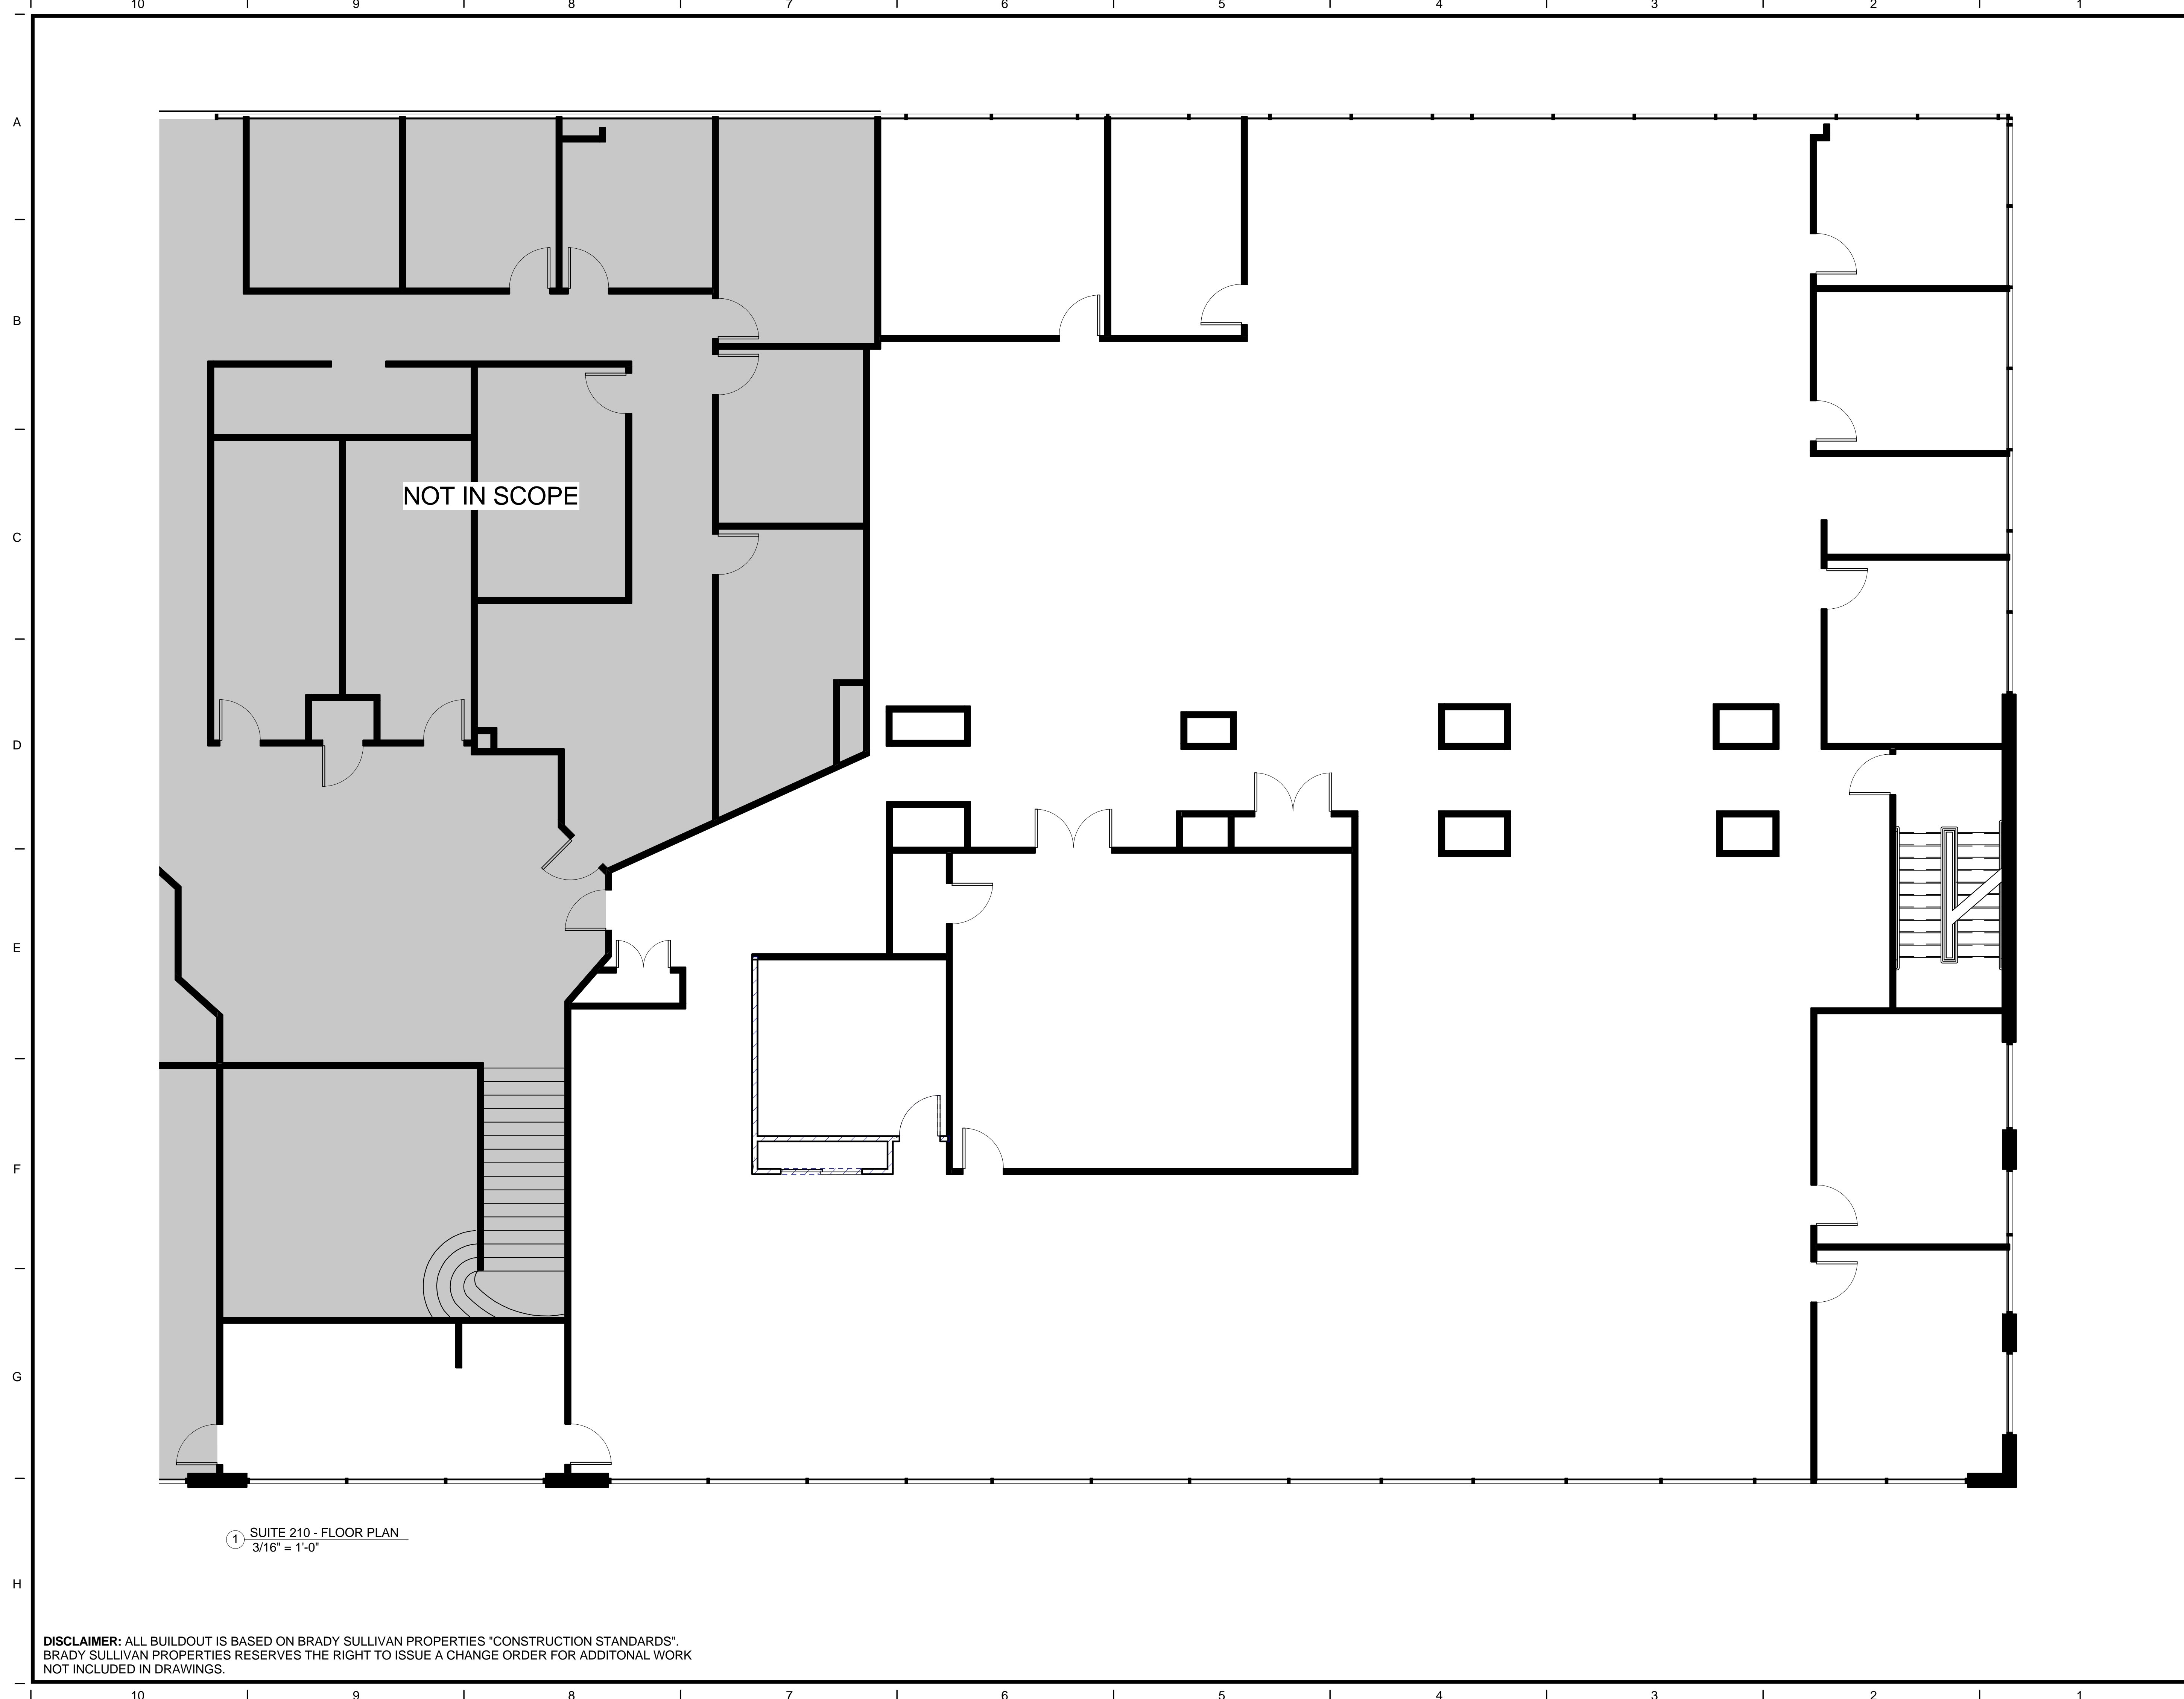 10 9 8 7 6 5 4 3 2 1
A
B
NOT IN SCOPE
C
D
E
F
G
1 SUITE 210 - FLOOR PLAN
3/16" = 1'-0"
H
DISCLAIMER: ALL BUILDOUT IS BASED ON BRADY SULLIVAN PROPERTIES "CONSTRUCTION STANDARDS".
BRADY SULLIVAN PROPERTIES RESERVES THE RIGHT TO ISSUE A CHANGE ORDER FOR ADDITONAL WORK
NOT INCLUDED IN DRAWINGS.
10 9 8 7 6 5 4 3 2 1